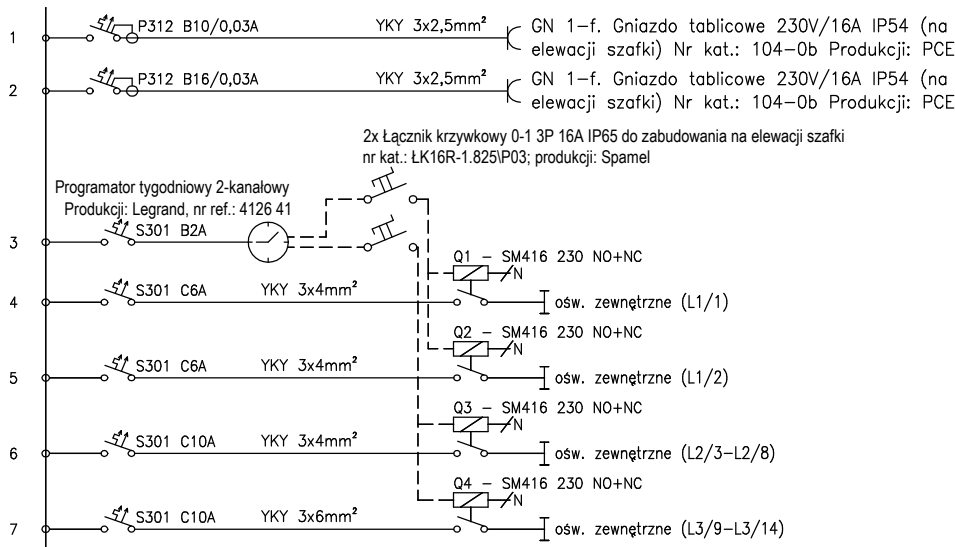 1
P312 B10/0,03A
YKY 3x2,5mm²
GN 1-f. Gniazdo tablicowe 230V/16A IP54 (na
elewacji szafki) Nr kat.: 104-0b Produkcji: PCE
2
P312 B16/0,03A
YKY 3x2,5mm²
GN 1-f. Gniazdo tablicowe 230V/16A IP54 (na
elewacji szafki) Nr kat.: 104-0b Produkcji: PCE
2x Łącznik krzywkowy 0-1 3P 16A IP65 do zabudowania na elewacji szafki
nr kat.: ŁK16R-1.825\P03; produkcji: Spamel
Programator tygodniowy 2-kanałowy
Produkcji: Legrand, nr ref.: 4126 41
3
S301 B2A
Q1 - SM416 230 NO+NC
N
4
S301 C6A
YKY 3x4mm²
ośw. zewnętrzne (L1/1)
Q2 - SM416 230 NO+NC
N
5
S301 C6A
YKY 3x4mm²
ośw. zewnętrzne (L1/2)
Q3 - SM416 230 NO+NC
N
6
S301 C10A
YKY 3x4mm²
ośw. zewnętrzne (L2/3-L2/8)
Q4 - SM416 230 NO+NC
N
7
S301 C10A
YKY 3x6mm²
ośw. zewnętrzne (L3/9-L3/14)